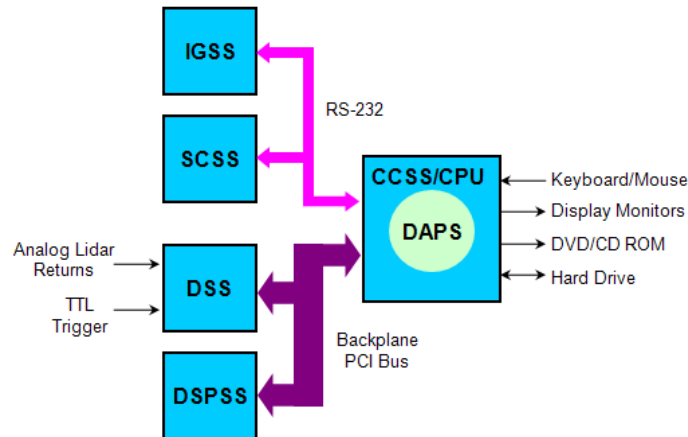 IGSS
RS-232
SCSS
CCSS/CPU
DAPS
Keyboard/Mouse
Display Monitors
DVD/CD ROM
Hard Drive
Analog Lidar
Returns
DSS
TTL
Trigger
Backplane
PCI Bus
DSPSS